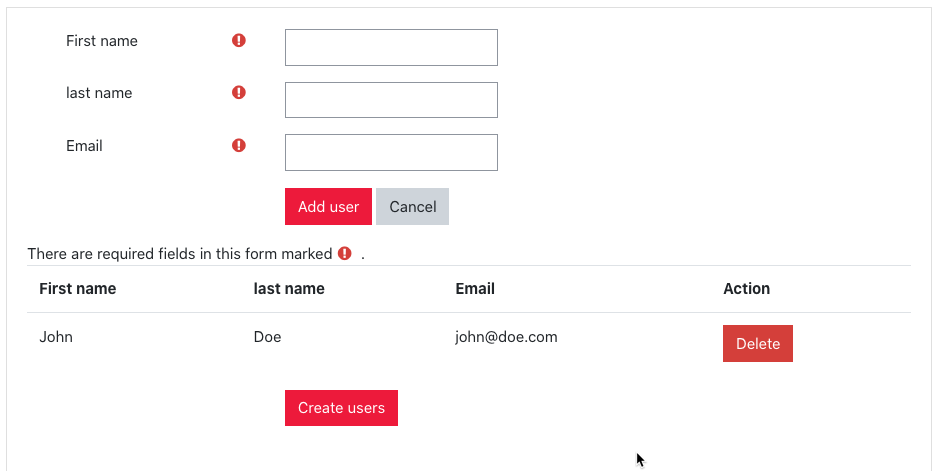 First name
last name
Email
Add user Cancel
There are required fields in this form marked .
First name last name Email Action
John Doe john@doe.com Delete
Create users